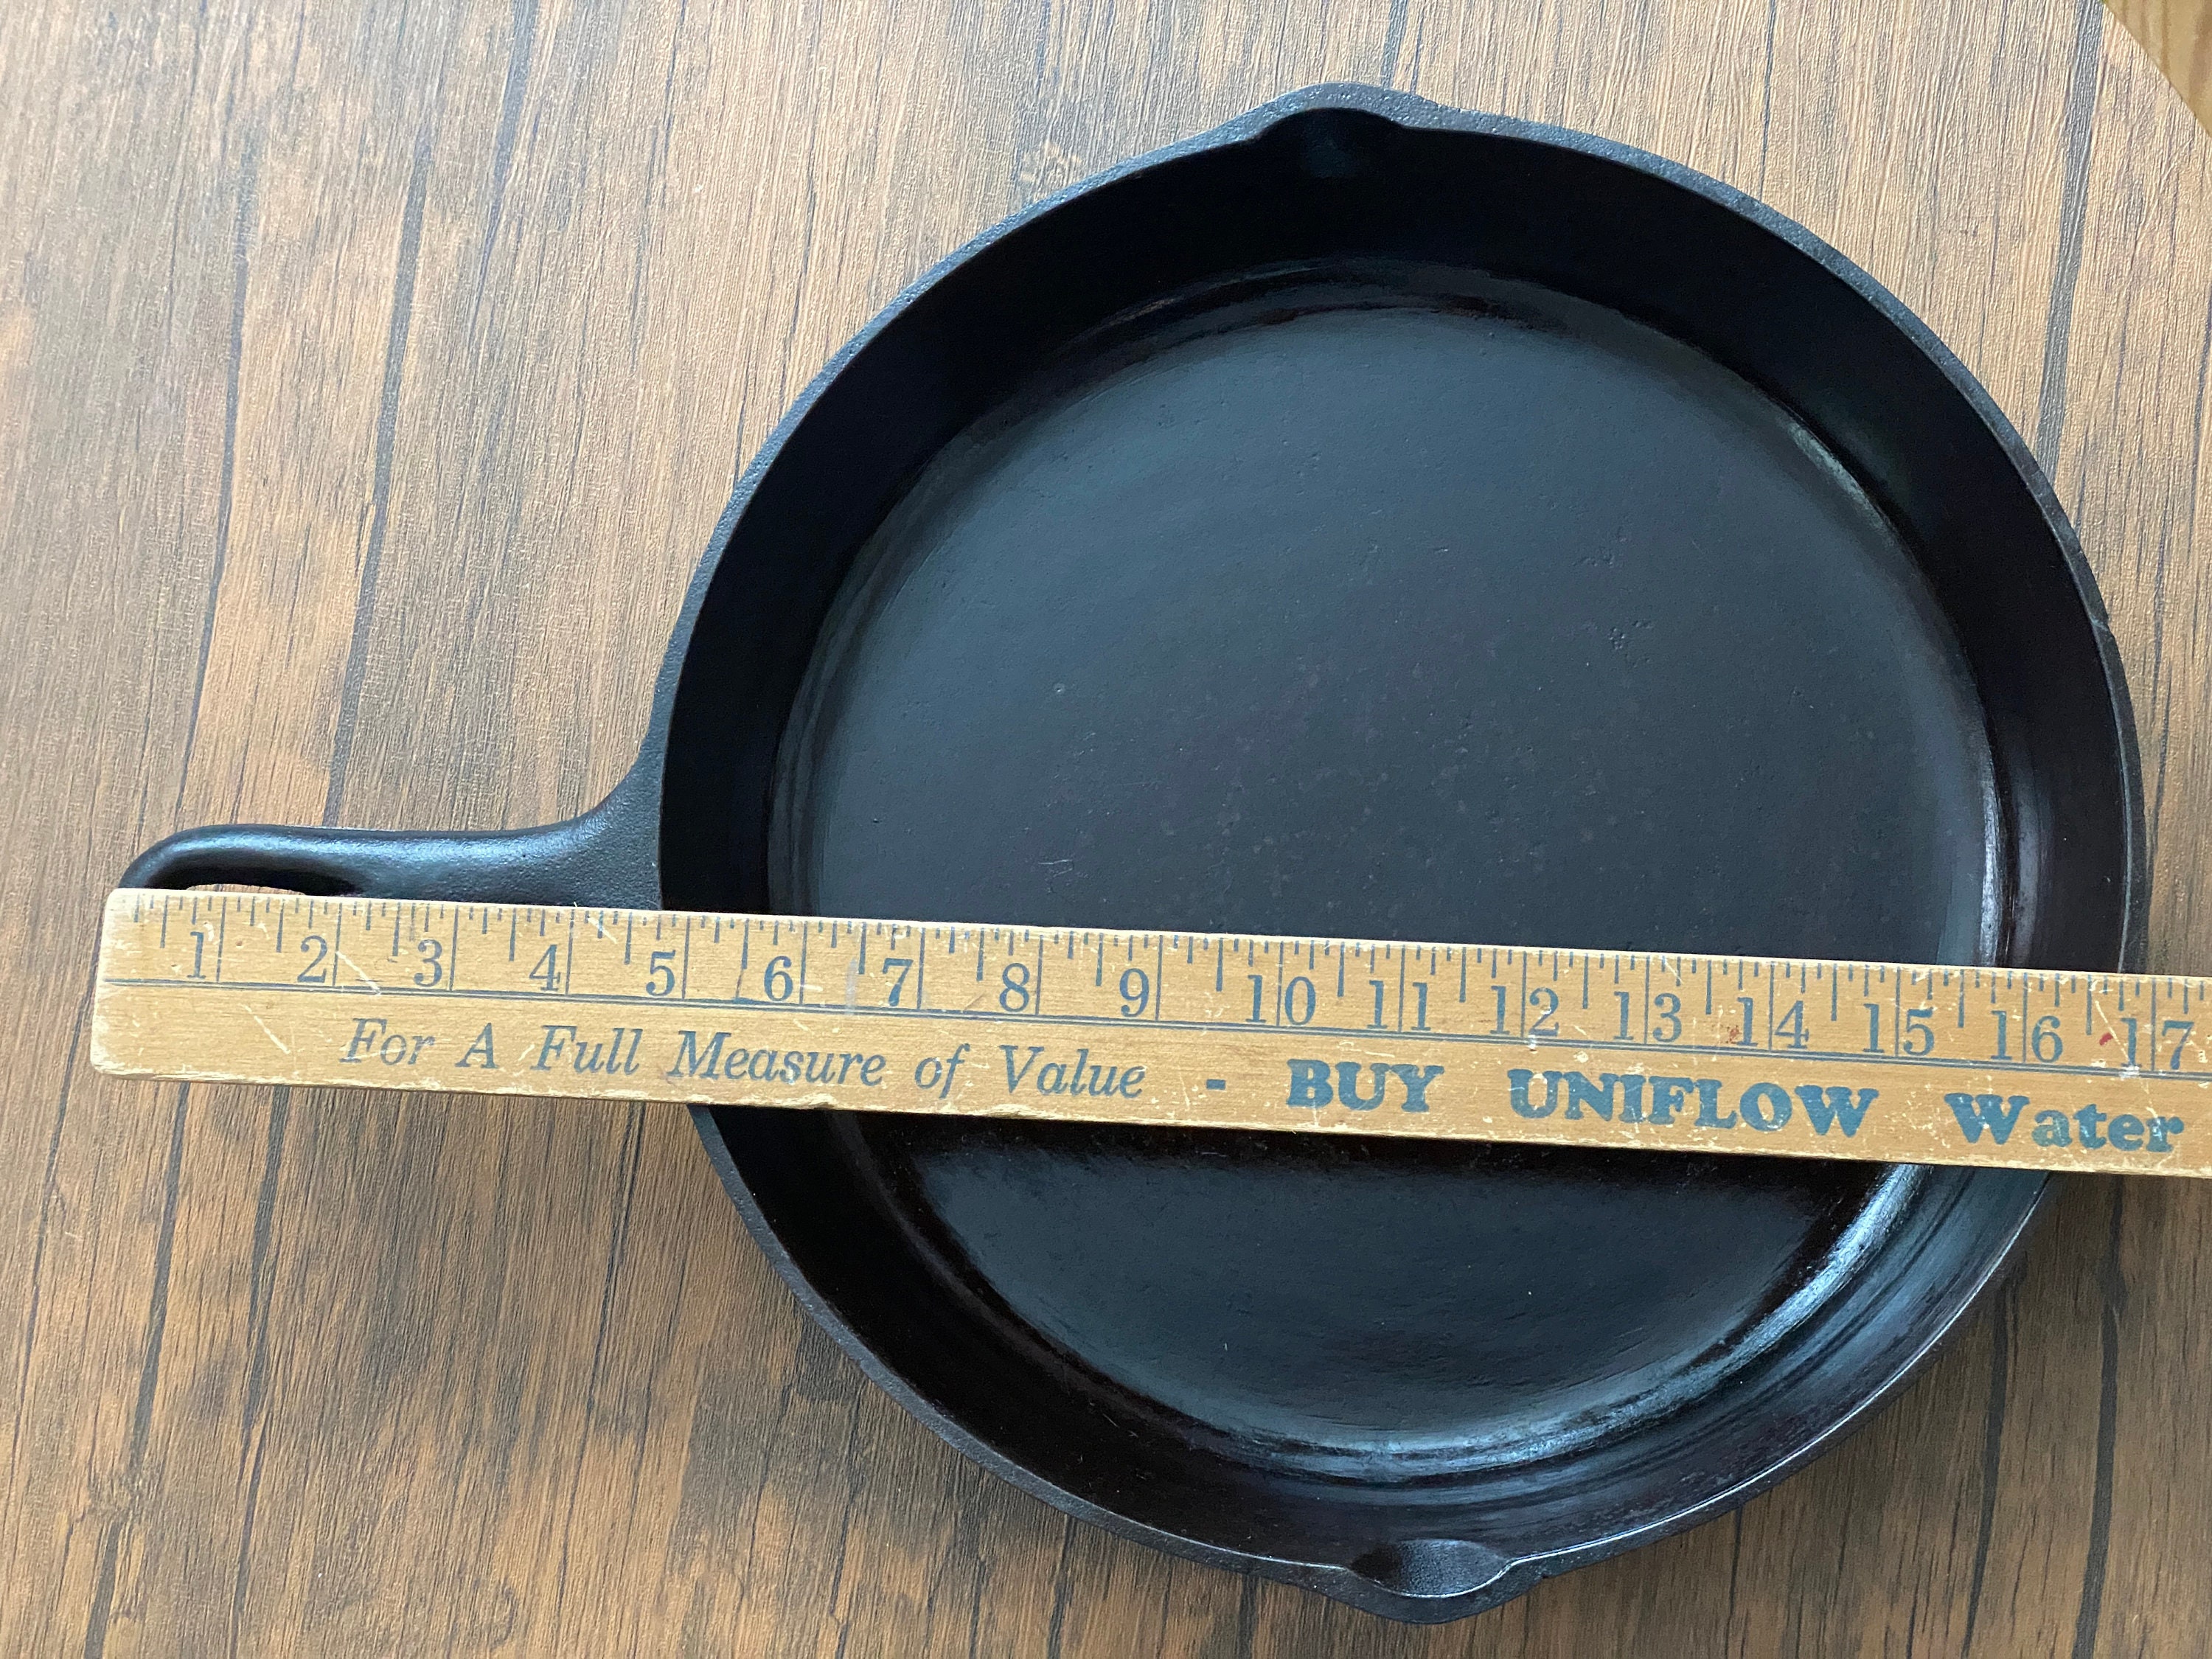 1 2 3 4 5 6 7 8 9 10 11 12 13 14 15 16 17
For A Full Measure of Value - BUY UNIFLOW Water